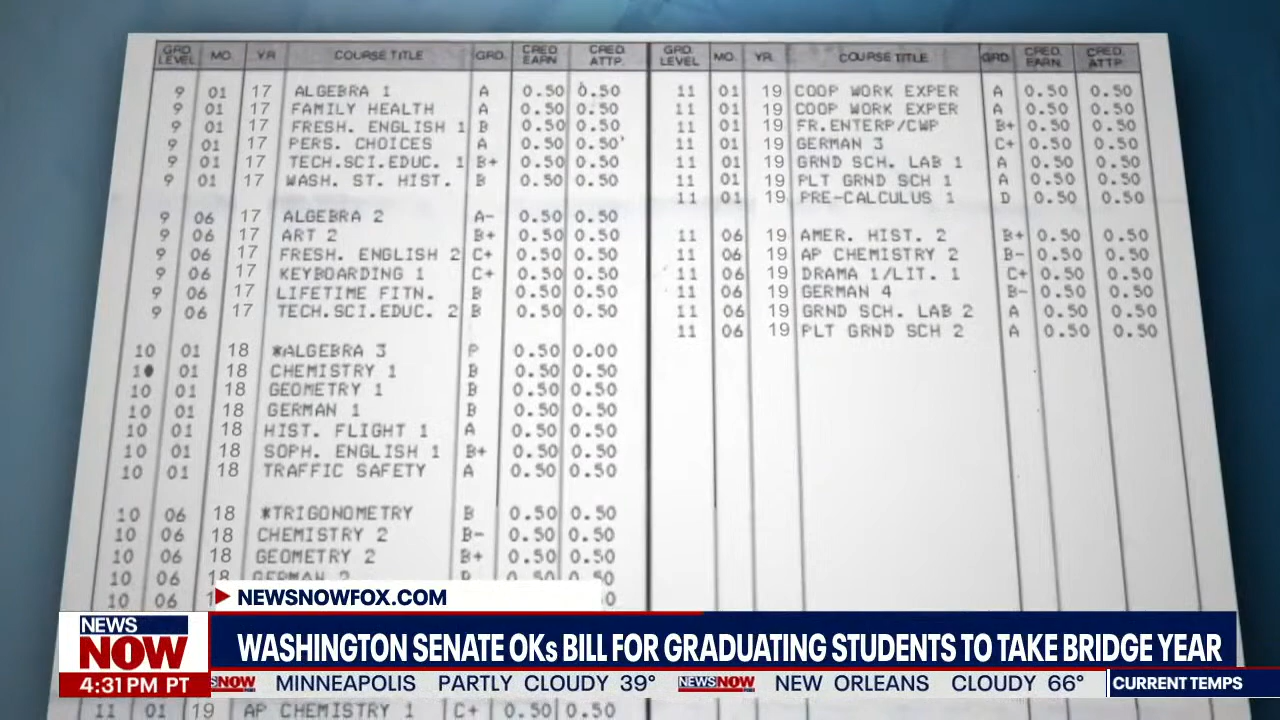 GRD. LEVEL MO. YR COURSE TITLE GRD. CRED. EARN CRED. ATTP.
9 01 17 ALGEBRA 1 A 0.50 0.50
9 01 17 FAMILY HEALTH A 0.50 0.50
9 01 17 FRESH. ENGLISH 1 B 0.50 0.50
9 01 17 PERS. CHOICES A 0.50 0.50
9 01 17 TECH.SCI.EDUC. 1 B+ 0.50 0.50
9 01 17 WASH. ST. HIST. B 0.50 0.50
9 06 17 ALGEBRA 2 A- 0.50 0.50
9 06 17 ART 2 B+ 0.50 0.50
9 06 17 FRESH. ENGLISH 2 C+ 0.50 0.50
9 06 17 KEYBOARDING 1 C+ 0.50 0.50
9 06 17 LIFETIME FITN. B 0.50 0.50
9 06 17 TECH.SCI.EDUC. 2 B 0.50 0.50
10 01 18 *ALGEBRA 3 P 0.50 0.00
10 01 18 CHEMISTRY 1 B 0.50 0.50
10 01 18 GEOMETRY 1 B 0.50 0.50
10 01 18 GERMAN 1 B 0.50 0.50
10 01 18 HIST. FLIGHT 1 A 0.50 0.50
10 01 18 SOPH. ENGLISH 1 B+ 0.50 0.50
10 01 18 TRAFFIC SAFETY A 0.50 0.50
10 06 18 *TRIGONOMETRY B 0.50 0.50
10 06 18 CHEMISTRY 2 B- 0.50 0.50
10 06 18 GEOMETRY 2 B+ 0.50 0.50
10 06 18 GERMAN 2 0.50 0.50
10 06
11 01 19 AP CHEMISTRY 1 C+ 0.50 0.50
GRD. LEVEL MO. YR. COURSE TITLE GRD. CRED. EARN. CRED. ATTP.
11 01 19 COOP WORK EXPER A 0.50 0.50
11 01 19 COOP WORK EXPER A 0.50 0.50
11 01 19 FR.ENTERP/CWP B+ 0.50 0.50
11 01 19 GERMAN 3 C+ 0.50 0.50
11 01 19 GRND SCH. LAB 1 A 0.50 0.50
11 01 19 PLT GRND SCH 1 A 0.50 0.50
11 01 19 PRE-CALCULUS 1 D 0.50 0.50
11 06 19 AMER. HIST. 2 B+ 0.50 0.50
11 06 19 AP CHEMISTRY 2 B- 0.50 0.50
11 06 19 DRAMA 1/LIT. 1 C+ 0.50 0.50
11 06 19 GERMAN 4 B- 0.50 0.50
11 06 19 GRND SCH. LAB 2 A 0.50 0.50
11 06 19 PLT GRND SCH 2 A 0.50 0.50
NEWSNOWFOX.COM
NEWS
NOW
WASHINGTON SENATE OKs BILL FOR GRADUATING STUDENTS TO TAKE BRIDGE YEAR
4:31 PM PT NOW MINNEAPOLIS PARTLY CLOUDY 39° NEWS NOW NEW ORLEANS CLOUDY 66° CURRENT TEMPS